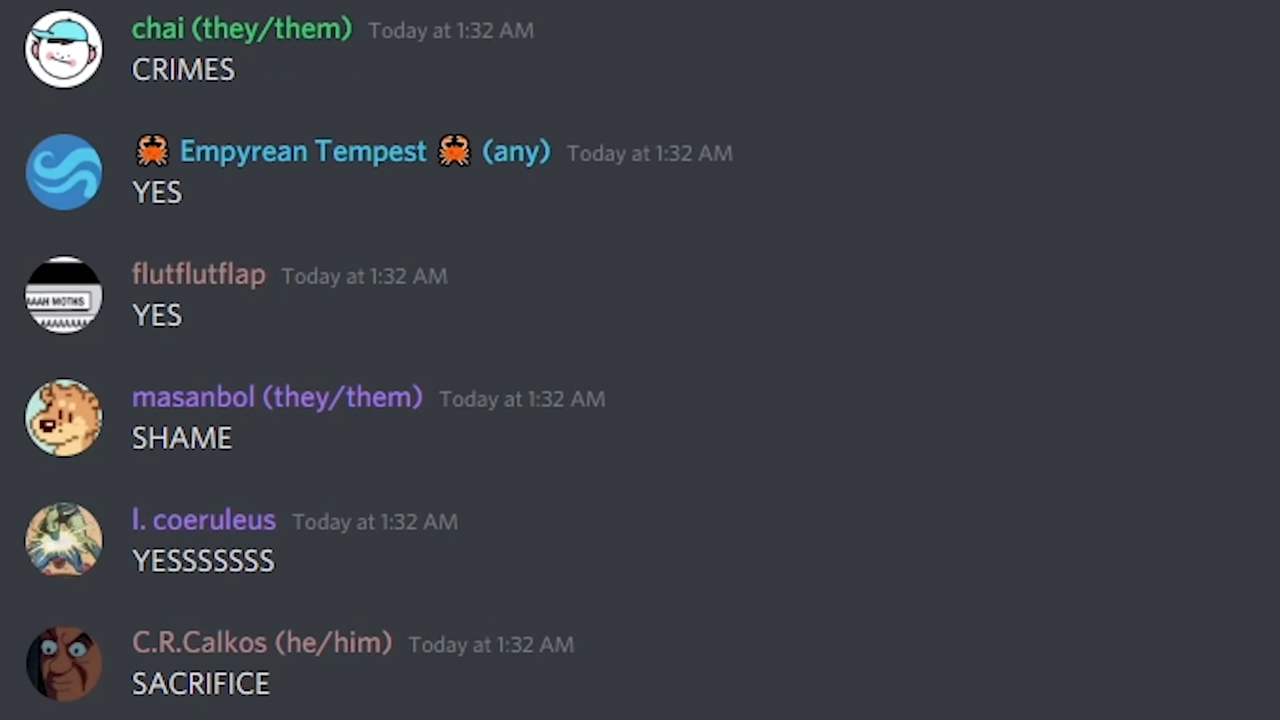 chai (they/them) Today at 1:32 AM
CRIMES
🦀 Empyrean Tempest 🦀 (any) Today at 1:32 AM
YES
flutflutflap Today at 1:32 AM
AAAH MOTHS
YES
masanbol (they/them) Today at 1:32 AM
SHAME
l. coeruleus Today at 1:32 AM
YESSSSSSS
C.R.Calkos (he/him) Today at 1:32 AM
SACRIFICE